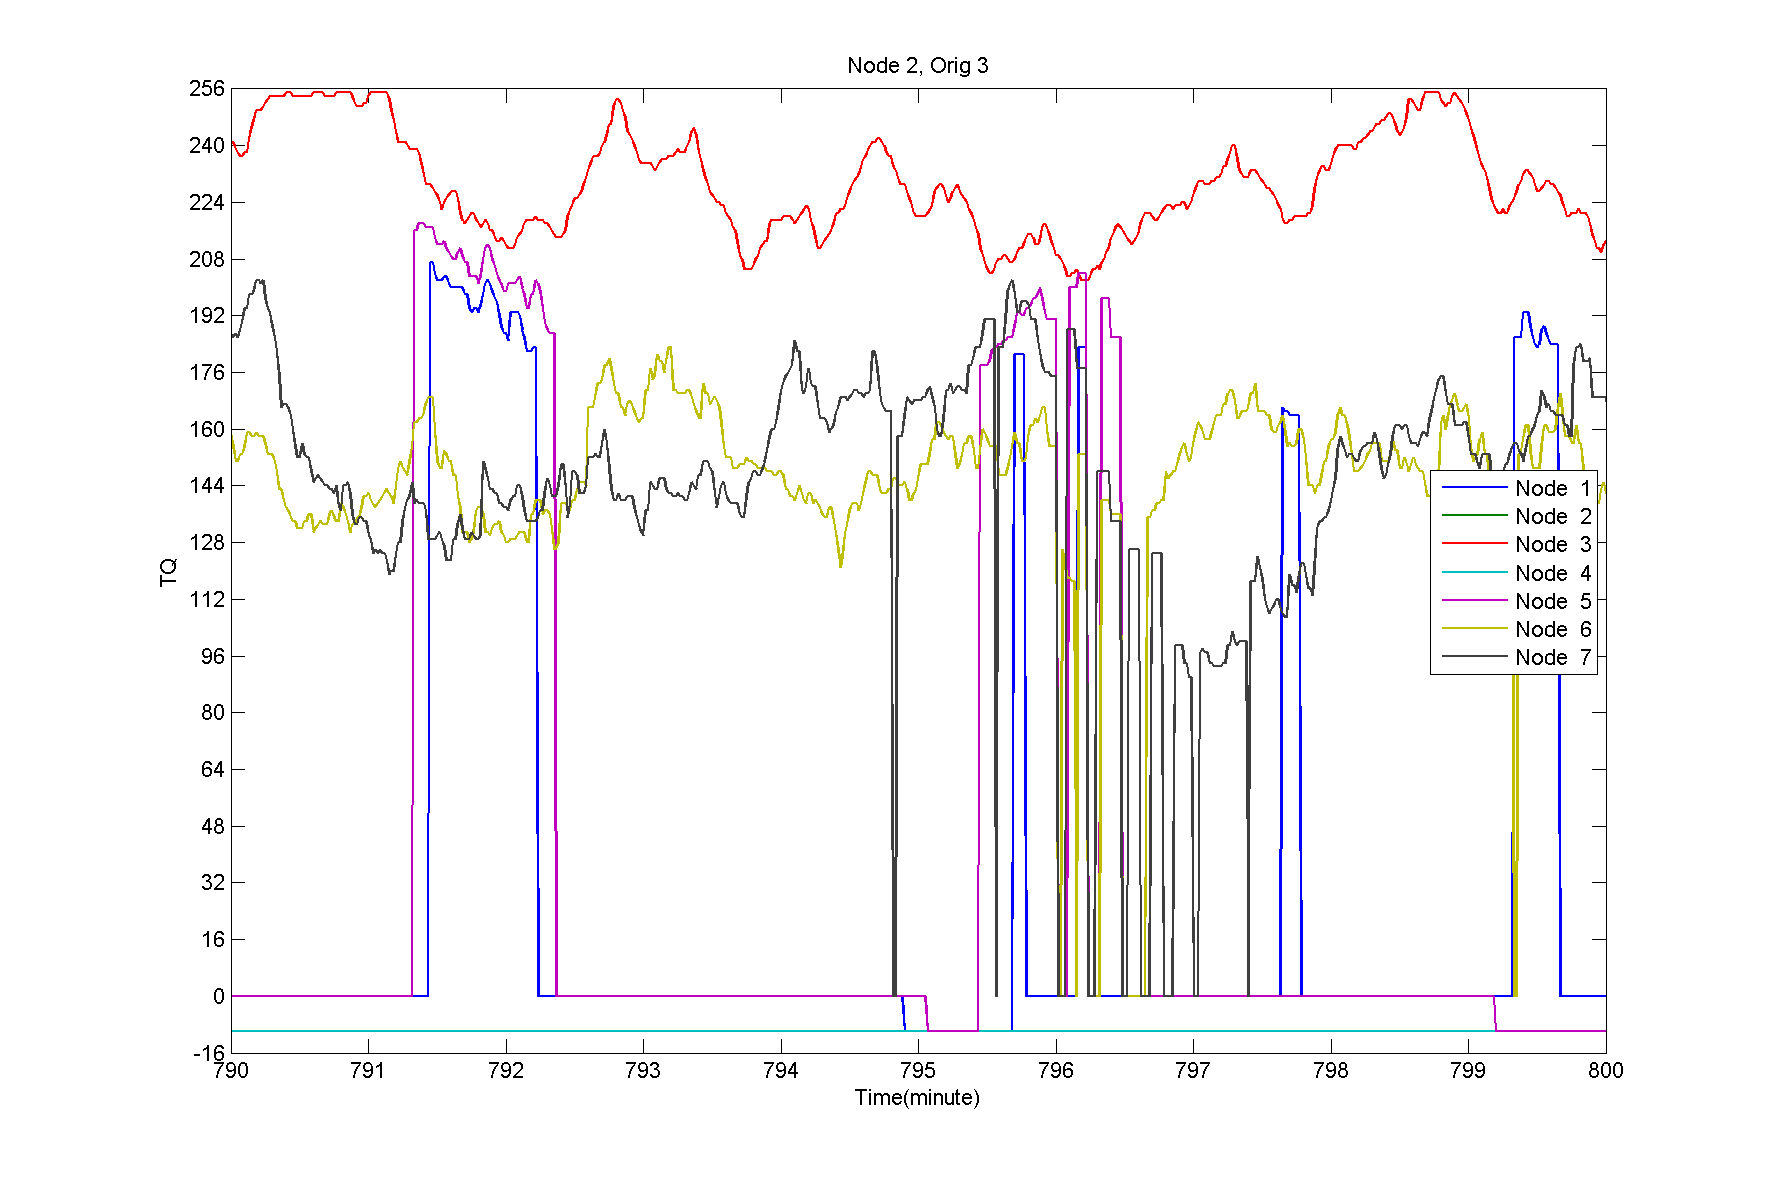 Node 2, Orig 3
256
240
224
208
192
176
160
144
128
112
96
80
64
48
32
16
0
-16
TQ
Node 1
Node 2
Node 3
Node 4
Node 5
Node 6
Node 7
790 791 792 793 794 795 796 797 798 799 800
Time(minute)